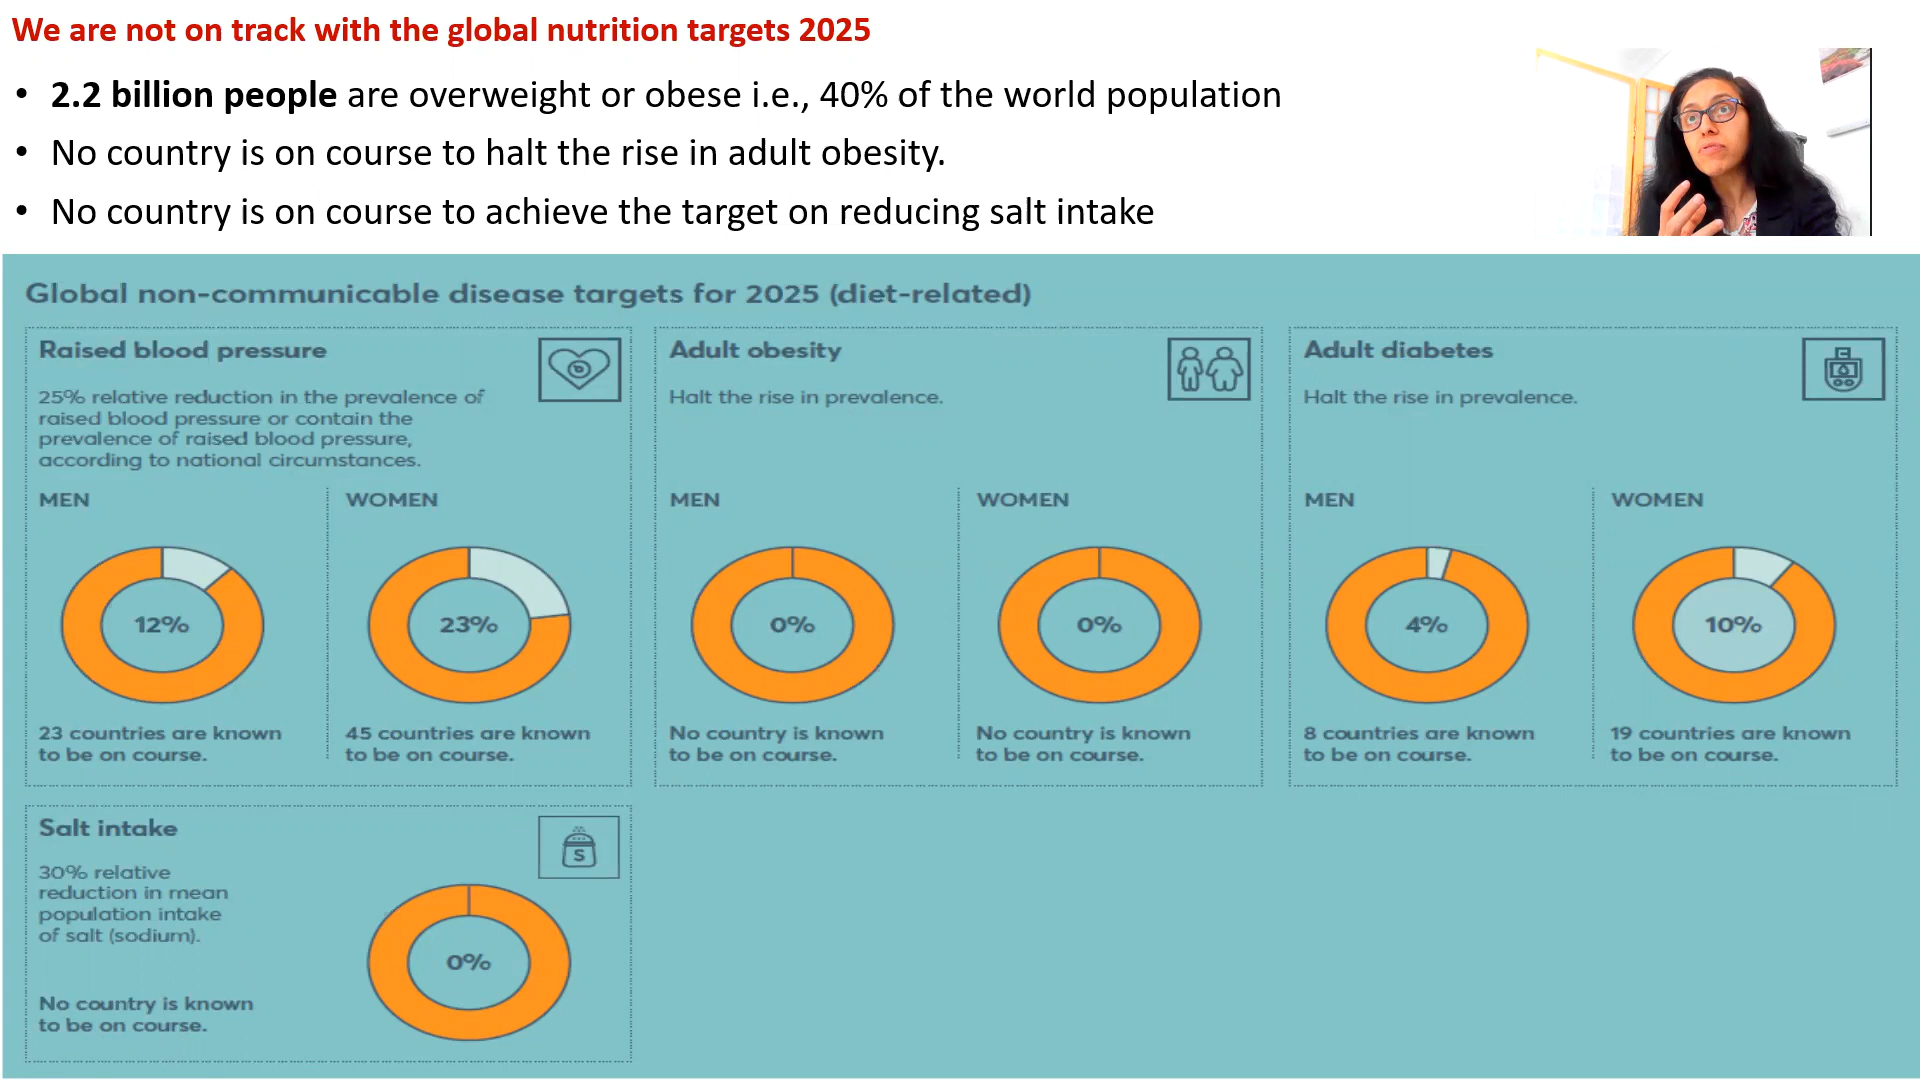 We are not on track with the global nutrition targets 2025
• 2.2 billion people are overweight or obese i.e., 40% of the world population
• No country is on course to halt the rise in adult obesity.
• No country is on course to achieve the target on reducing salt intake
Global non-communicable disease targets for 2025 (diet-related)
Raised blood pressure
25% relative reduction in the prevalence of
raised blood pressure or contain the
prevalence of raised blood pressure,
according to national circumstances.
MEN
12%
23 countries are known
to be on course.
WOMEN
23%
45 countries are known
to be on course.
Adult obesity
Halt the rise in prevalence.
MEN
0%
No country is known
to be on course.
WOMEN
0%
No country is known
to be on course.
Adult diabetes
Halt the rise in prevalence.
MEN
4%
8 countries are known
to be on course.
WOMEN
10%
19 countries are known
to be on course.
Salt intake
S
30% relative
reduction in mean
population intake
of salt (sodium).
0%
No country is known
to be on course.